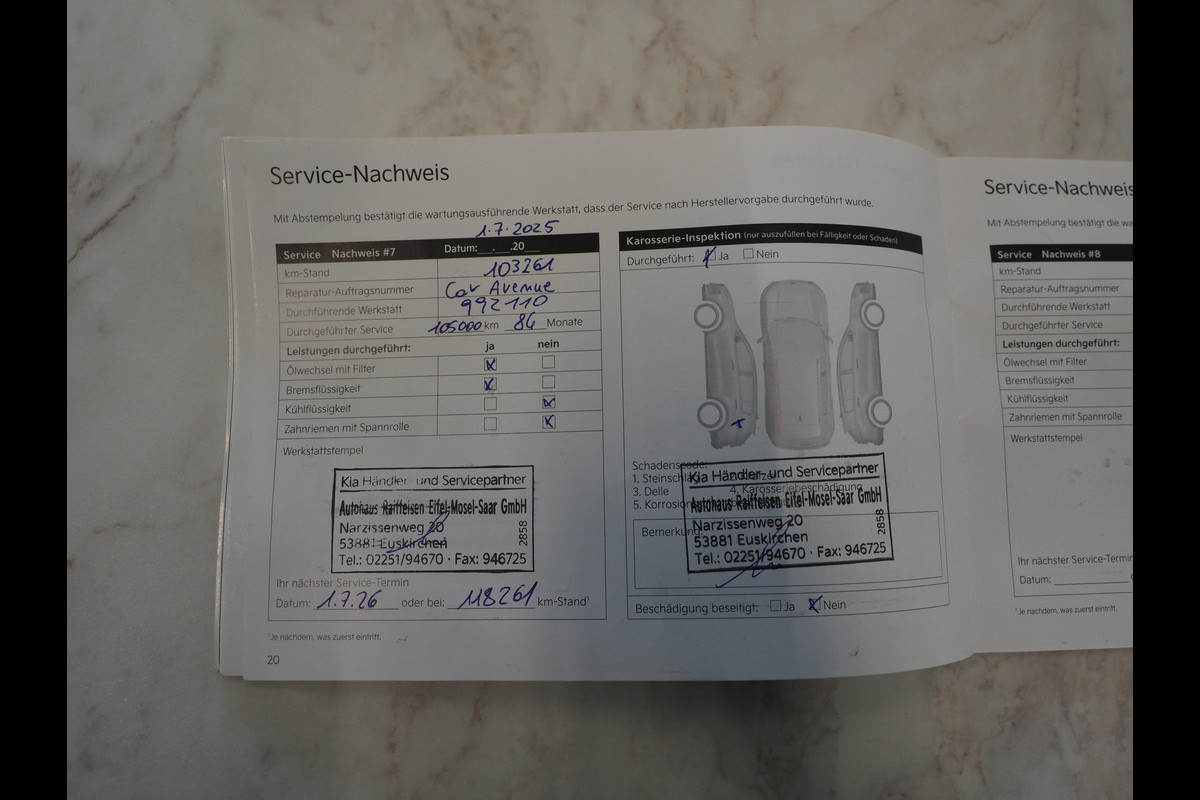 Service-Nachweis
Mit Abstempelung bestätigt die wartungsausführende Werkstatt, dass der Service nach Herstellervorgabe durchgeführt wurde.
1.7.2025
Service Nachweis #7 Datum:__.__.20__
km-Stand 103261
Reparatur-Auftragsnummer Car Avenue
Durchführende Werkstatt 992110
Durchgeführter Service 105000 km 84 Monate
Leistungen durchgeführt: ja nein
Ölwechsel mit Filter
Bremsflüssigkeit
Kühlflüssigkeit
Zahnriemen mit Spannrolle
Werkstattstempel
Kia Händler- und Servicepartner
Autohaus Raiffeisen Eifel-Mosel-Saar GmbH
Narzissenweg 20
53881 Euskirchen
Tel.: 02251/94670 · Fax: 946725
2858
Ihr nächster Service-Termin
Datum: 1.7.26 oder bei: 118261 km-Stand¹
¹Je nachdem, was zuerst eintritt.
20
Karosserie-Inspektion (nur auszufüllen bei Fälligkeit oder Schaden)
Durchgeführt: Ja Nein
Schadenscode:
1. Steinschlag
3. Delle 4. Karosseriebeschädigung
5. Korrosion
Bemerkung
Kia Händler- und Servicepartner
Autohaus Raiffeisen Eifel-Mosel-Saar GmbH
Narzissenweg 20
53881 Euskirchen
Tel.: 02251/94670 · Fax: 946725
2858
Beschädigung beseitigt: Ja Nein
Service-Nachweis
Mit Abstempelung bestätigt die wa
Service Nachweis #8
km-Stand
Reparatur-Auftragsnummer
Durchführende Werkstatt
Durchgeführter Service
Leistungen durchgeführt:
Ölwechsel mit Filter
Bremsflüssigkeit
Kühlflüssigkeit
Zahnriemen mit Spannrolle
Werkstattstempel
Ihr nächster Service-Termin
Datum:
¹Je nachdem, was zuerst eintritt.